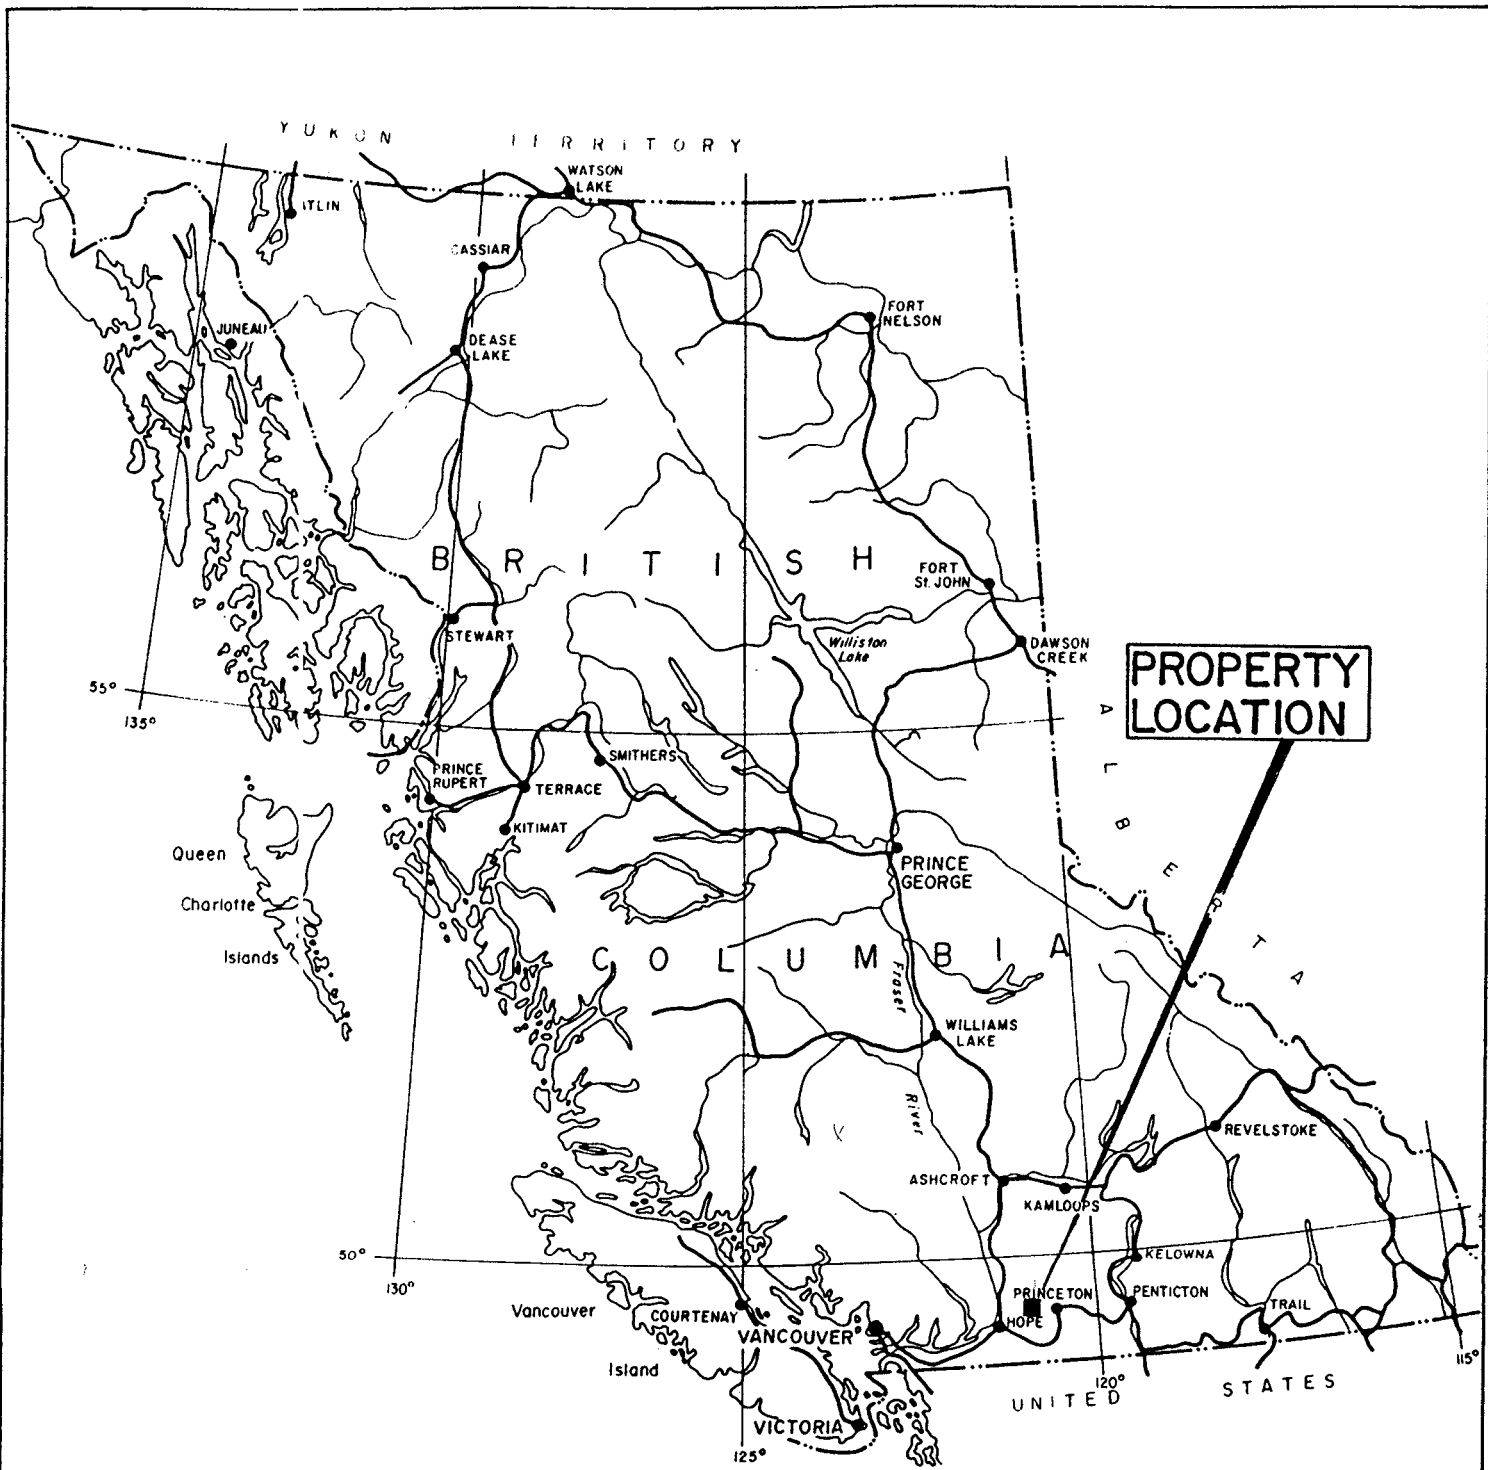 YUKON TERRITORY
WATSON
LAKE
CASSIAR
FORT
NELSON
JUNEAU
DEASE
LAKE
BRITISH
FORT
St. JOHN
STEWART
Williston
Lake
DAWSON
CREEK
PROPERTY
LOCATION
55°
135°
ALBERTA
SMITHERS
PRINCE
RUPERT
TERRACE
KITIMAT
Queen
Charlotte
Islands
PRINCE
GEORGE
COLUMBIA
Fraser
River
WILLIAMS
LAKE
REVELSTOKE
ASHCROFT
KAMLOOPS
50°
130°
KELOWNA
PRINCETON
PENTICTON
TRAIL
HOPE
Vancouver
Island
COURTENAY
VANCOUVER
VICTORIA
125°
120°
115°
UNITED STATES